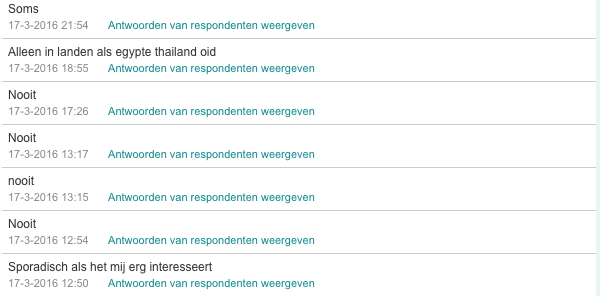 Soms
17-3-2016 21:54 Antwoorden van respondenten weergeven
Alleen in landen als egypte thailand oid
17-3-2016 18:55 Antwoorden van respondenten weergeven
Nooit
17-3-2016 17:26 Antwoorden van respondenten weergeven
Nooit
17-3-2016 13:17 Antwoorden van respondenten weergeven
nooit
17-3-2016 13:15 Antwoorden van respondenten weergeven
Nooit
17-3-2016 12:54 Antwoorden van respondenten weergeven
Sporadisch als het mij erg interesseert
17-3-2016 12:50 Antwoorden van respondenten weergeven